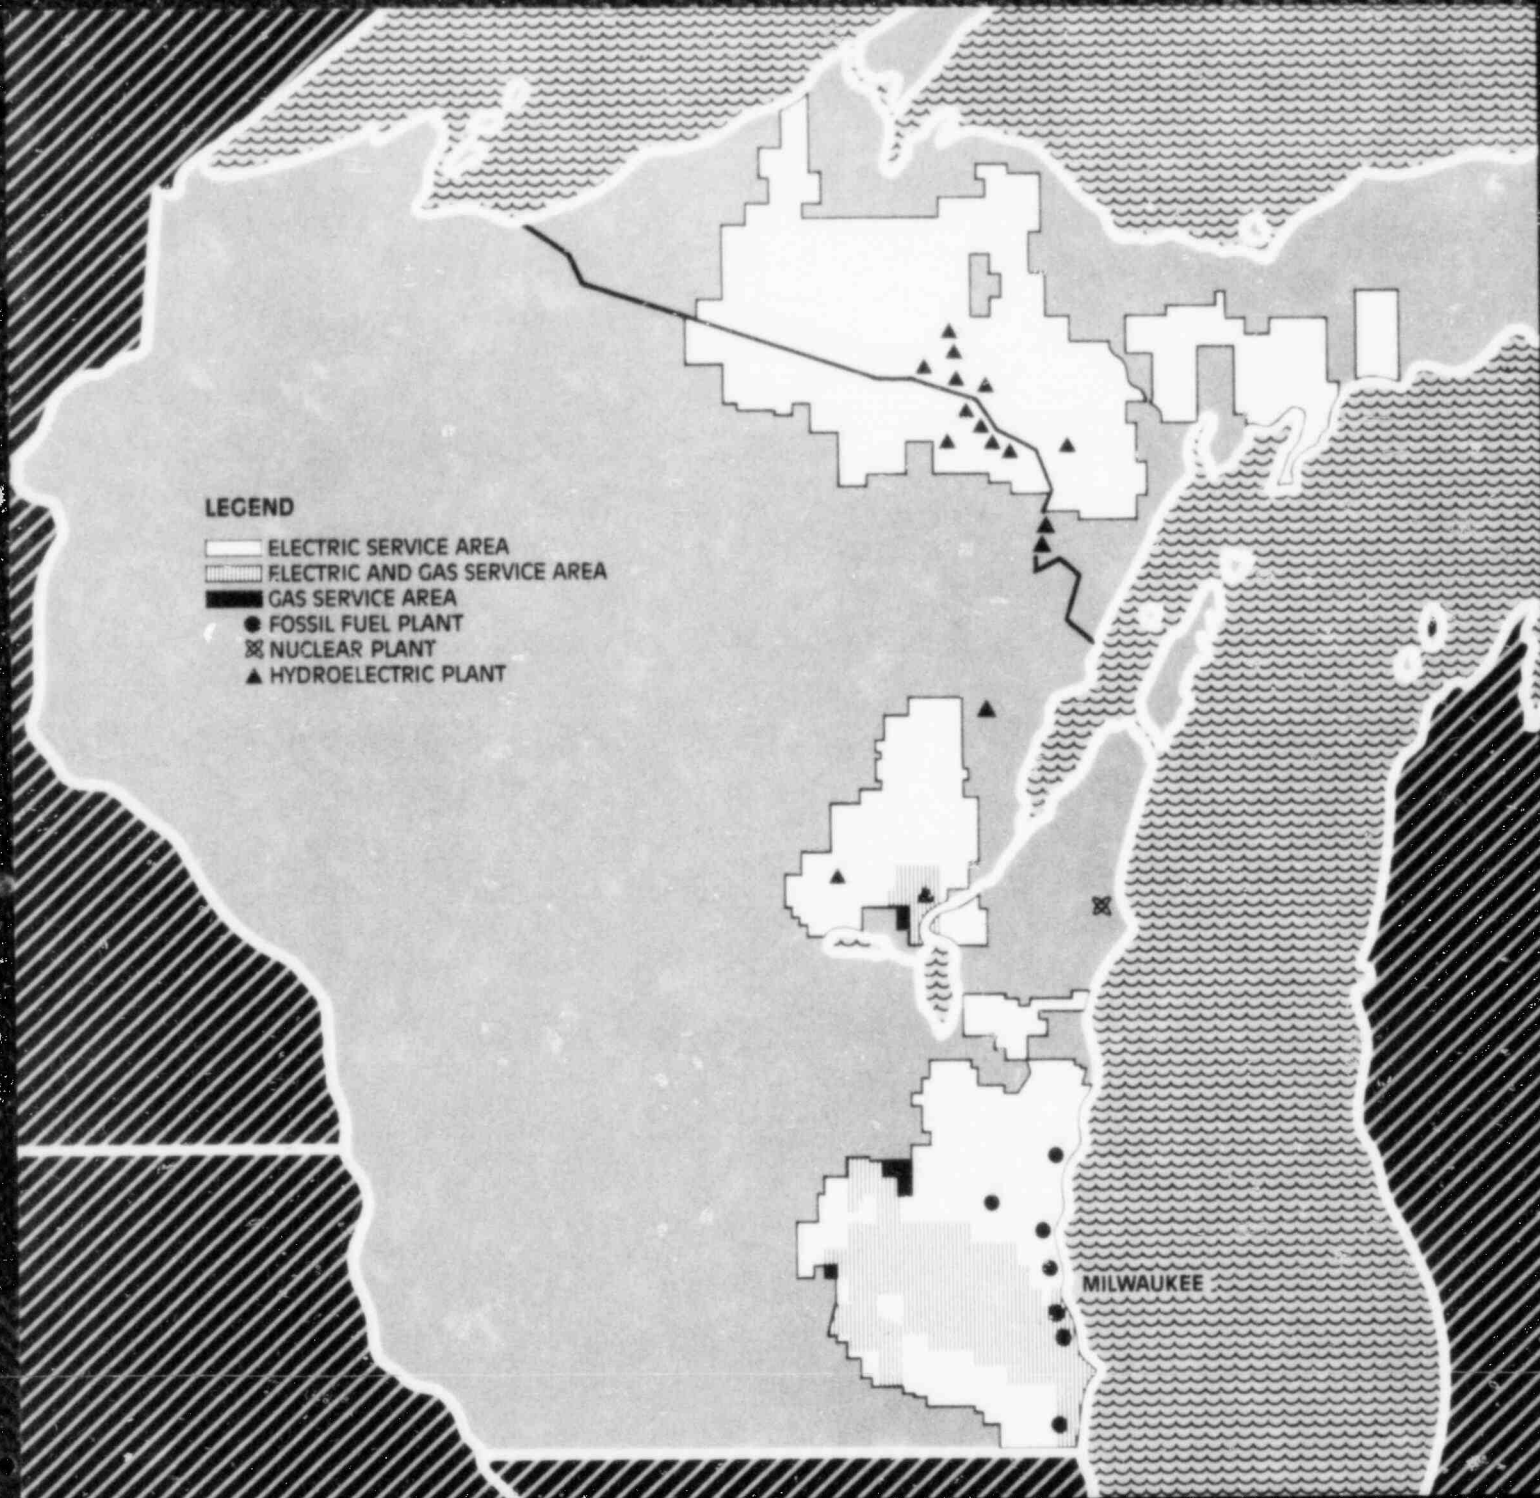 LEGEND
ELECTRIC SERVICE AREA
ELECTRIC AND GAS SERVICE AREA
GAS SERVICE AREA
FOSSIL FUEL PLANT
NUCLEAR PLANT
HYDROELECTRIC PLANT
MILWAUKEE